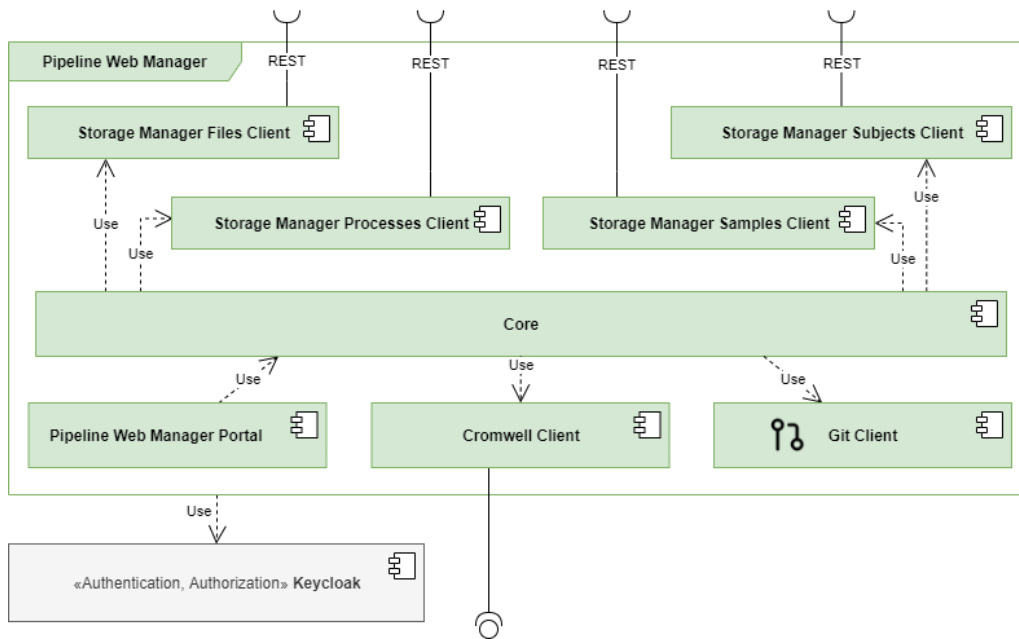 Pipeline Web Manager
REST
REST
REST
REST
Storage Manager Files Client
Storage Manager Subjects Client
Use
Use
Storage Manager Processes Client
Storage Manager Samples Client
Use
Use
Core
Use
Use
Use
Pipeline Web Manager Portal
Cromwell Client
Git Client
Use
«Authentication, Authorization» Keycloak